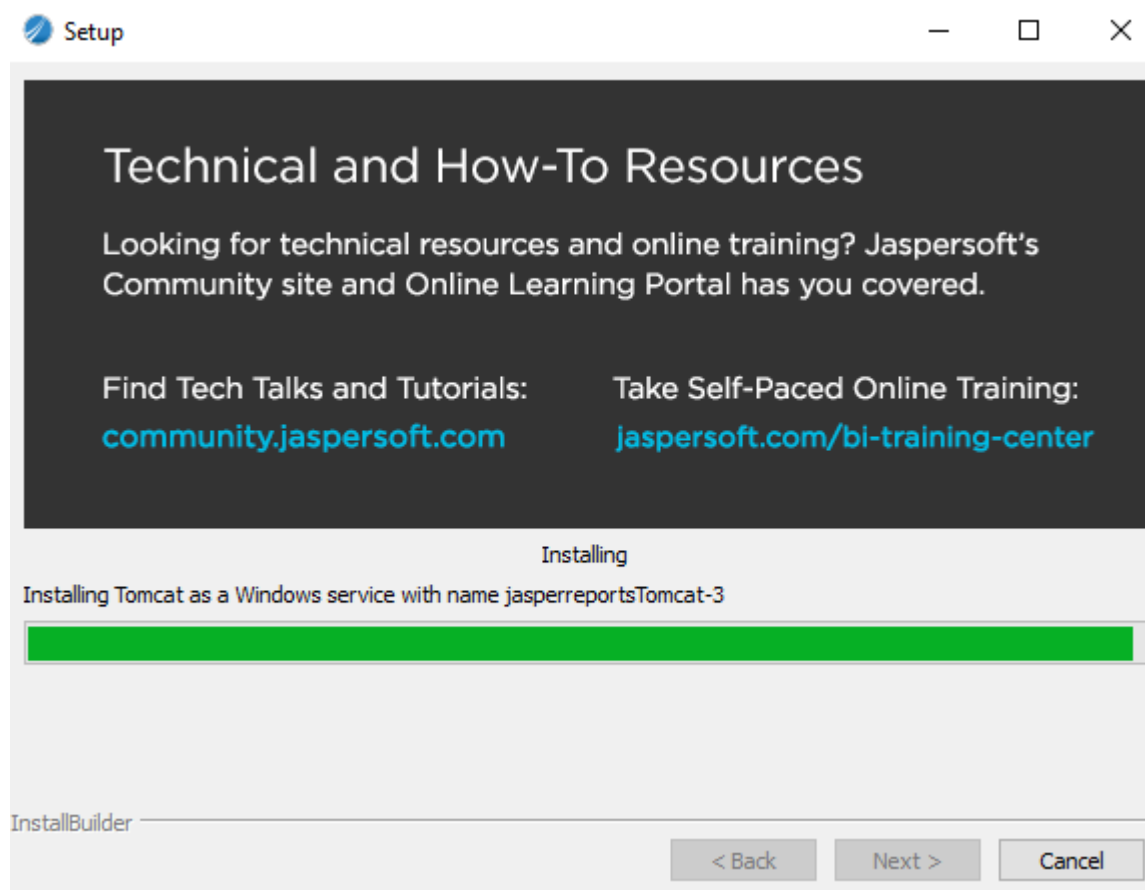 Setup
Technical and How-To Resources
Looking for technical resources and online training? Jaspersoft's
Community site and Online Learning Portal has you covered.
Find Tech Talks and Tutorials:
Take Self-Paced Online Training:
community.jaspersoft.com
jaspersoft.com/bi-training-center
Installing
Installing Tomcat as a Windows service with name jasperreportsTomcat-3
InstallBuilder
< Back
Next >
Cancel